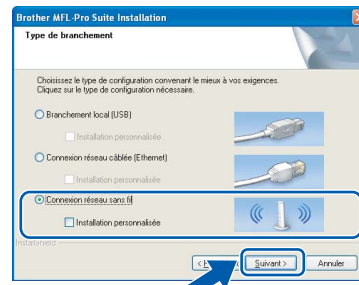 Brother MFL-Pro Suite Installation
Type de branchement
Choisissez le type de configuration convenant le mieux à vos exigences.
Cliquez sur le type de configuration nécessaire.
Branchement local (USB)
Installation personnalisée
Connexion réseau câblée (Ethernet)
Installation personnalisée
Connexion réseau sans fil
Installation personnalisée
InstallShield
Suivant > Annuler